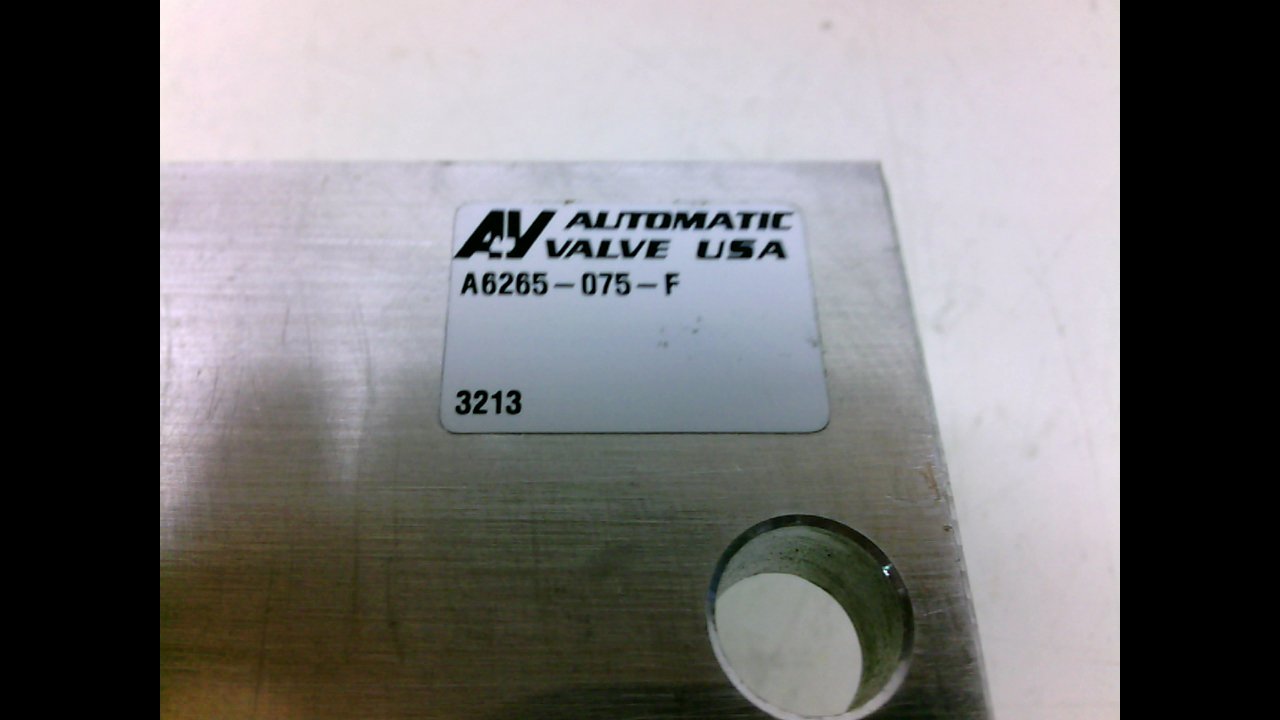 AV AUTOMATIC
VALVE USA
A6265-075-F
3213